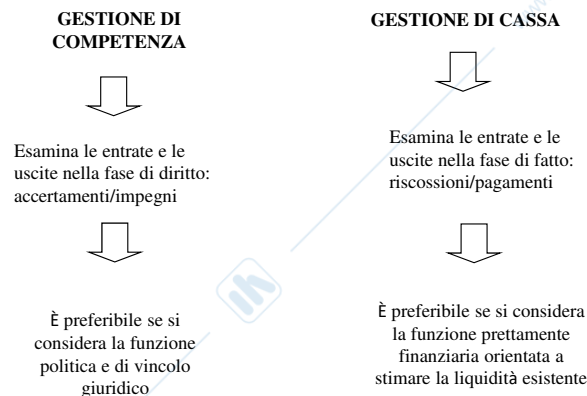 GESTIONE DI
COMPETENZA
Esamina le entrate e le
uscite nella fase di diritto:
accertamenti/impegni
È preferibile se si
considera la funzione
politica e di vincolo
giuridico
GESTIONE DI CASSA
Esamina le entrate e le
uscite nella fase di fatto:
riscossioni/pagamenti
È preferibile se si considera
la funzione prettamente
finanziaria orientata a
stimare la liquidità esistente